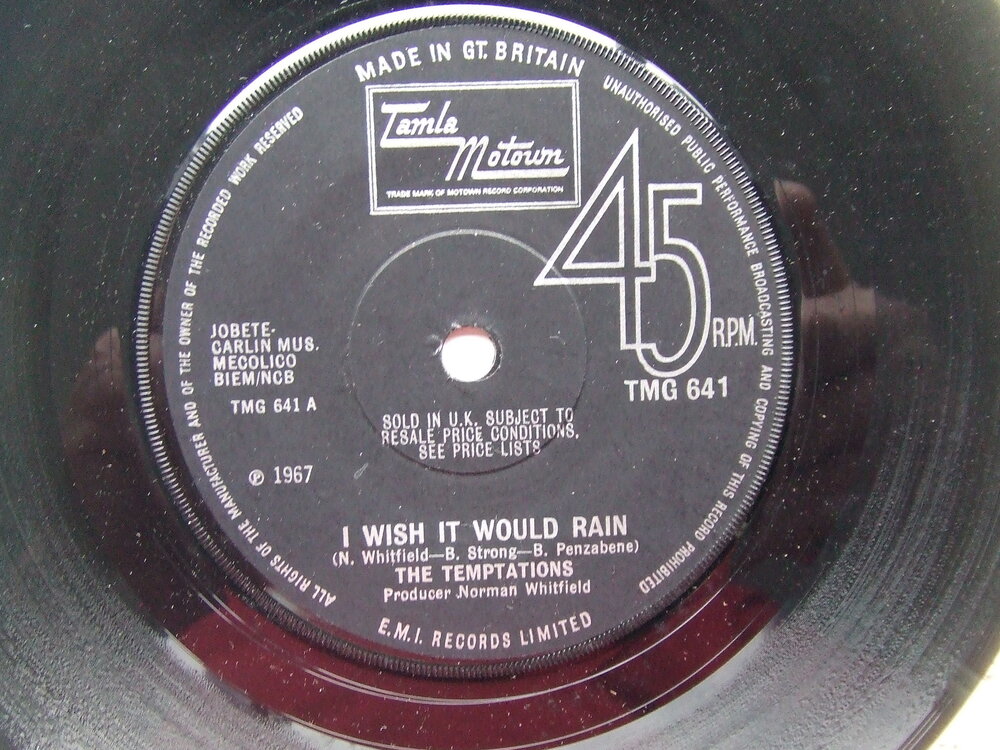 MADE IN GT. BRITAIN
Tamla
Motown
TRADE MARK OF MOTOWN RECORD CORPORATION
45
R.P.M.
TMG 641
JOBETE-
CARLIN MUS.
MECOLICO
BIEM/NCB
TMG 641 A
SOLD IN U.K. SUBJECT TO
RESALE PRICE CONDITIONS,
SEE PRICE LISTS
℗ 1967
I WISH IT WOULD RAIN
(N. Whitfield—B. Strong—B. Penzabene)
THE TEMPTATIONS
Producer Norman Whitfield
E.M.I. RECORDS LIMITED
ALL RIGHTS OF THE MANUFACTURER AND OF THE OWNER OF THE RECORDED WORK RESERVED
UNAUTHORISED PUBLIC PERFORMANCE BROADCASTING AND COPYING OF THIS RECORD PROHIBITED